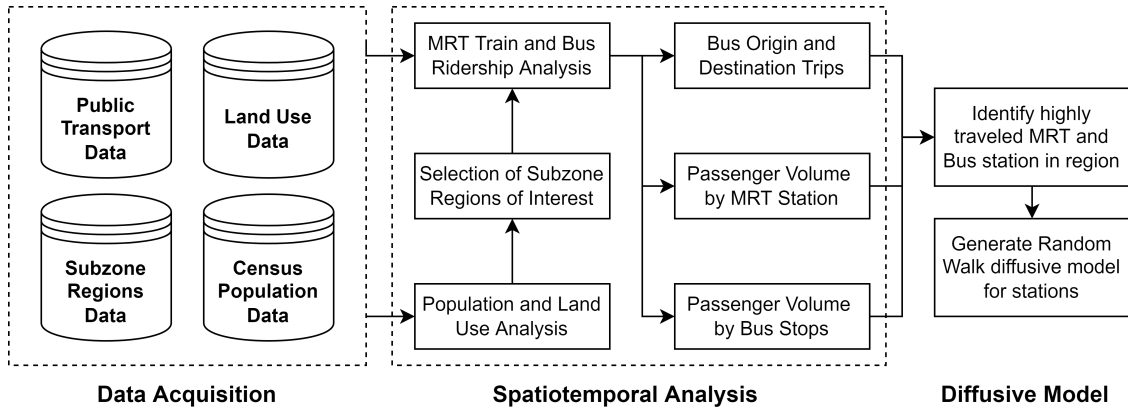 Public
Transport
Data
Land Use
Data
Subzone
Regions
Data
Census
Population
Data
Data Acquisition
MRT Train and Bus
Ridership Analysis
Selection of Subzone
Regions of Interest
Population and Land
Use Analysis
Bus Origin and
Destination Trips
Passenger Volume
by MRT Station
Passenger Volume
by Bus Stops
Spatiotemporal Analysis
Identify highly
traveled MRT and
Bus station in region
Generate Random
Walk diffusive model
for stations
Diffusive Model